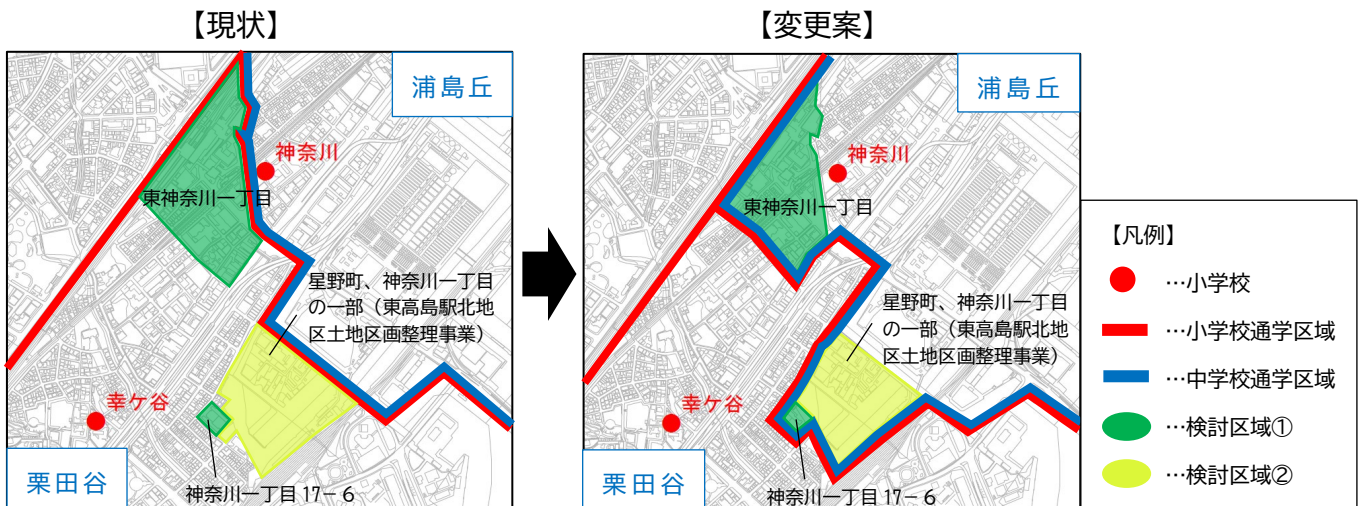 【現状】
浦島丘
神奈川
東神奈川一丁目
星野町、神奈川一丁目
の一部（東高島駅北地
区土地区画整理事業）
幸ケ谷
栗田谷
神奈川一丁目 17－6
【変更案】
浦島丘
神奈川
東神奈川一丁目
星野町、神奈川一丁目
の一部（東高島駅北地
区土地区画整理事業）
幸ケ谷
栗田谷
神奈川一丁目 17－6
【凡例】
…小学校
…小学校通学区域
…中学校通学区域
…検討区域①
…検討区域②